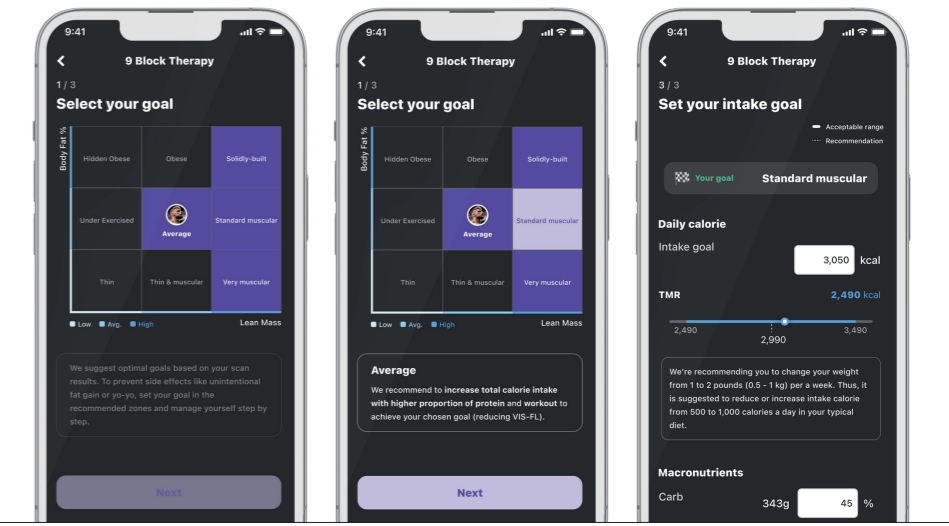 9:41
9 Block Therapy
1 / 3
Select your goal
Body Fat %
Hidden Obese
Obese
Solidly-built
Under Exercised
Average
Standard muscular
Thin
Thin & muscular
Very muscular
Low
Avg.
High
Lean Mass
We suggest optimal goals based on your scan
results. To prevent side effects like unintentional
fat gain or yo-yo, set your goal in the
recommended zones and manage yourself step by
step.
Next
9:41
9 Block Therapy
1 / 3
Select your goal
Body Fat %
Hidden Obese
Obese
Solidly-built
Under Exercised
Average
Standard muscular
Thin
Thin & muscular
Very muscular
Low
Avg.
High
Lean Mass
Average
We recommend to increase total calorie intake
with higher proportion of protein and workout to
achieve your chosen goal (reducing VIS-FL).
Next
9:41
9 Block Therapy
3 / 3
Set your intake goal
Acceptable range
Recommendation
Your goal
Standard muscular
Daily calorie
Intake goal
3,050 kcal
TMR
2,490 kcal
2,490
3,490
2,990
We're recommending you to change your weight
from 1 to 2 pounds (0.5 - 1 kg) per a week. Thus, it
is suggested to reduce or increase intake calorie
from 500 to 1,000 calories a day in your typical
diet.
Macronutrients
Carb
343g
45 %